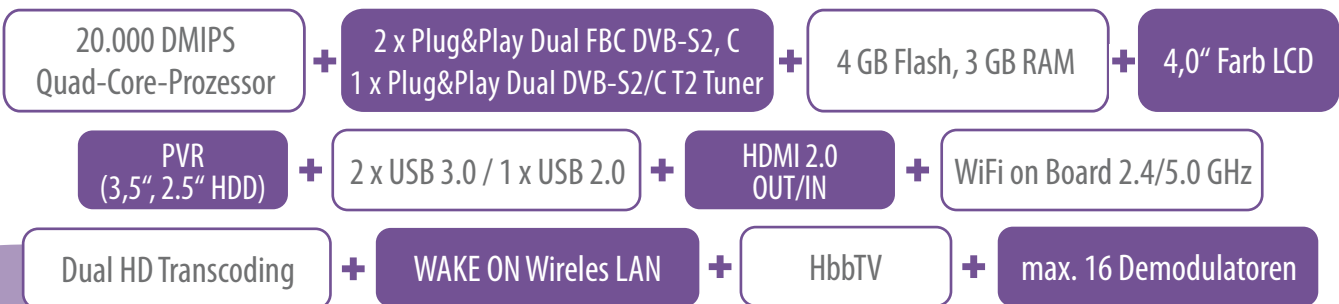 20.000 DMIPS
Quad-Core-Prozessor
+
2 x Plug&Play Dual FBC DVB-S2, C
1 x Plug&Play Dual DVB-S2/C T2 Tuner
+
4 GB Flash, 3 GB RAM
+
4,0“ Farb LCD
PVR
(3,5“, 2.5“ HDD)
+
2 x USB 3.0 / 1 x USB 2.0
+
HDMI 2.0
OUT/IN
+
WiFi on Board 2.4/5.0 GHz
Dual HD Transcoding
+
WAKE ON Wireles LAN
+
HbbTV
+
max. 16 Demodulatoren